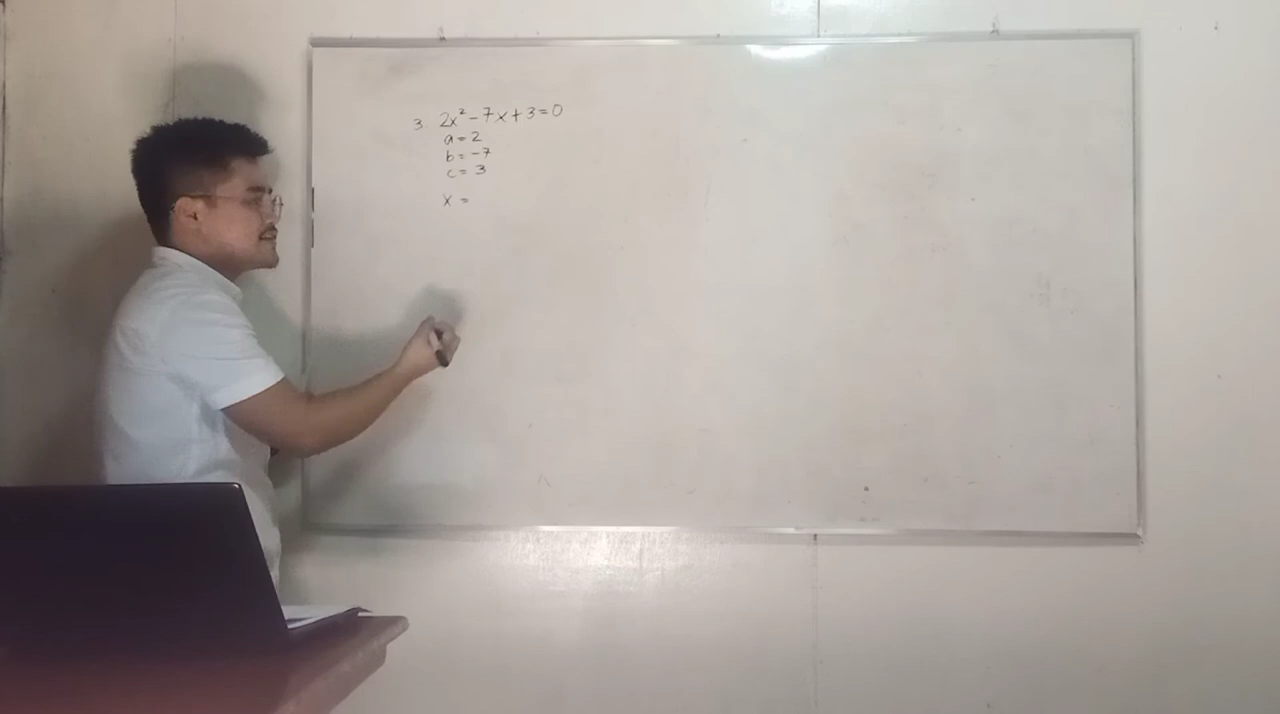 3. 2x² - 7x + 3 = 0
a = 2
b = -7
c = 3
x =